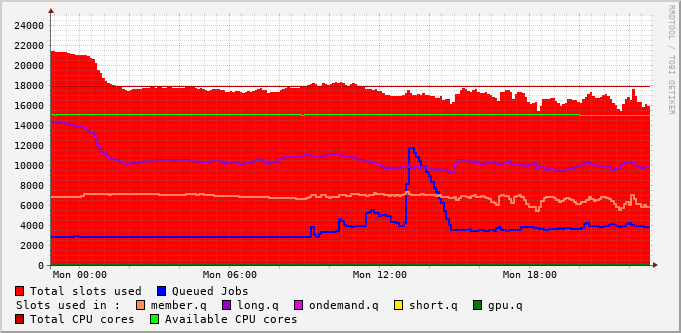 24000
22000
20000
18000
16000
14000
12000
10000
8000
6000
4000
2000
0
Mon 00:00 Mon 06:00 Mon 12:00 Mon 18:00
Total slots used Queued Jobs
Slots used in : member.q long.q ondemand.q short.q gpu.q
Total CPU cores Available CPU cores
RRDTOOL / TOBI OETIKER